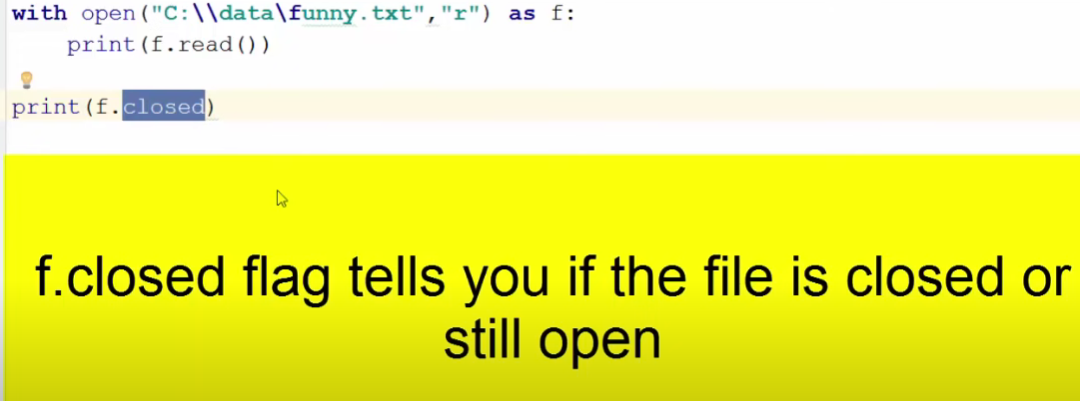 with open("C:\\data\funny.txt","r") as f:
    print(f.read())
print(f.closed)
f.closed flag tells you if the file is closed or
still open